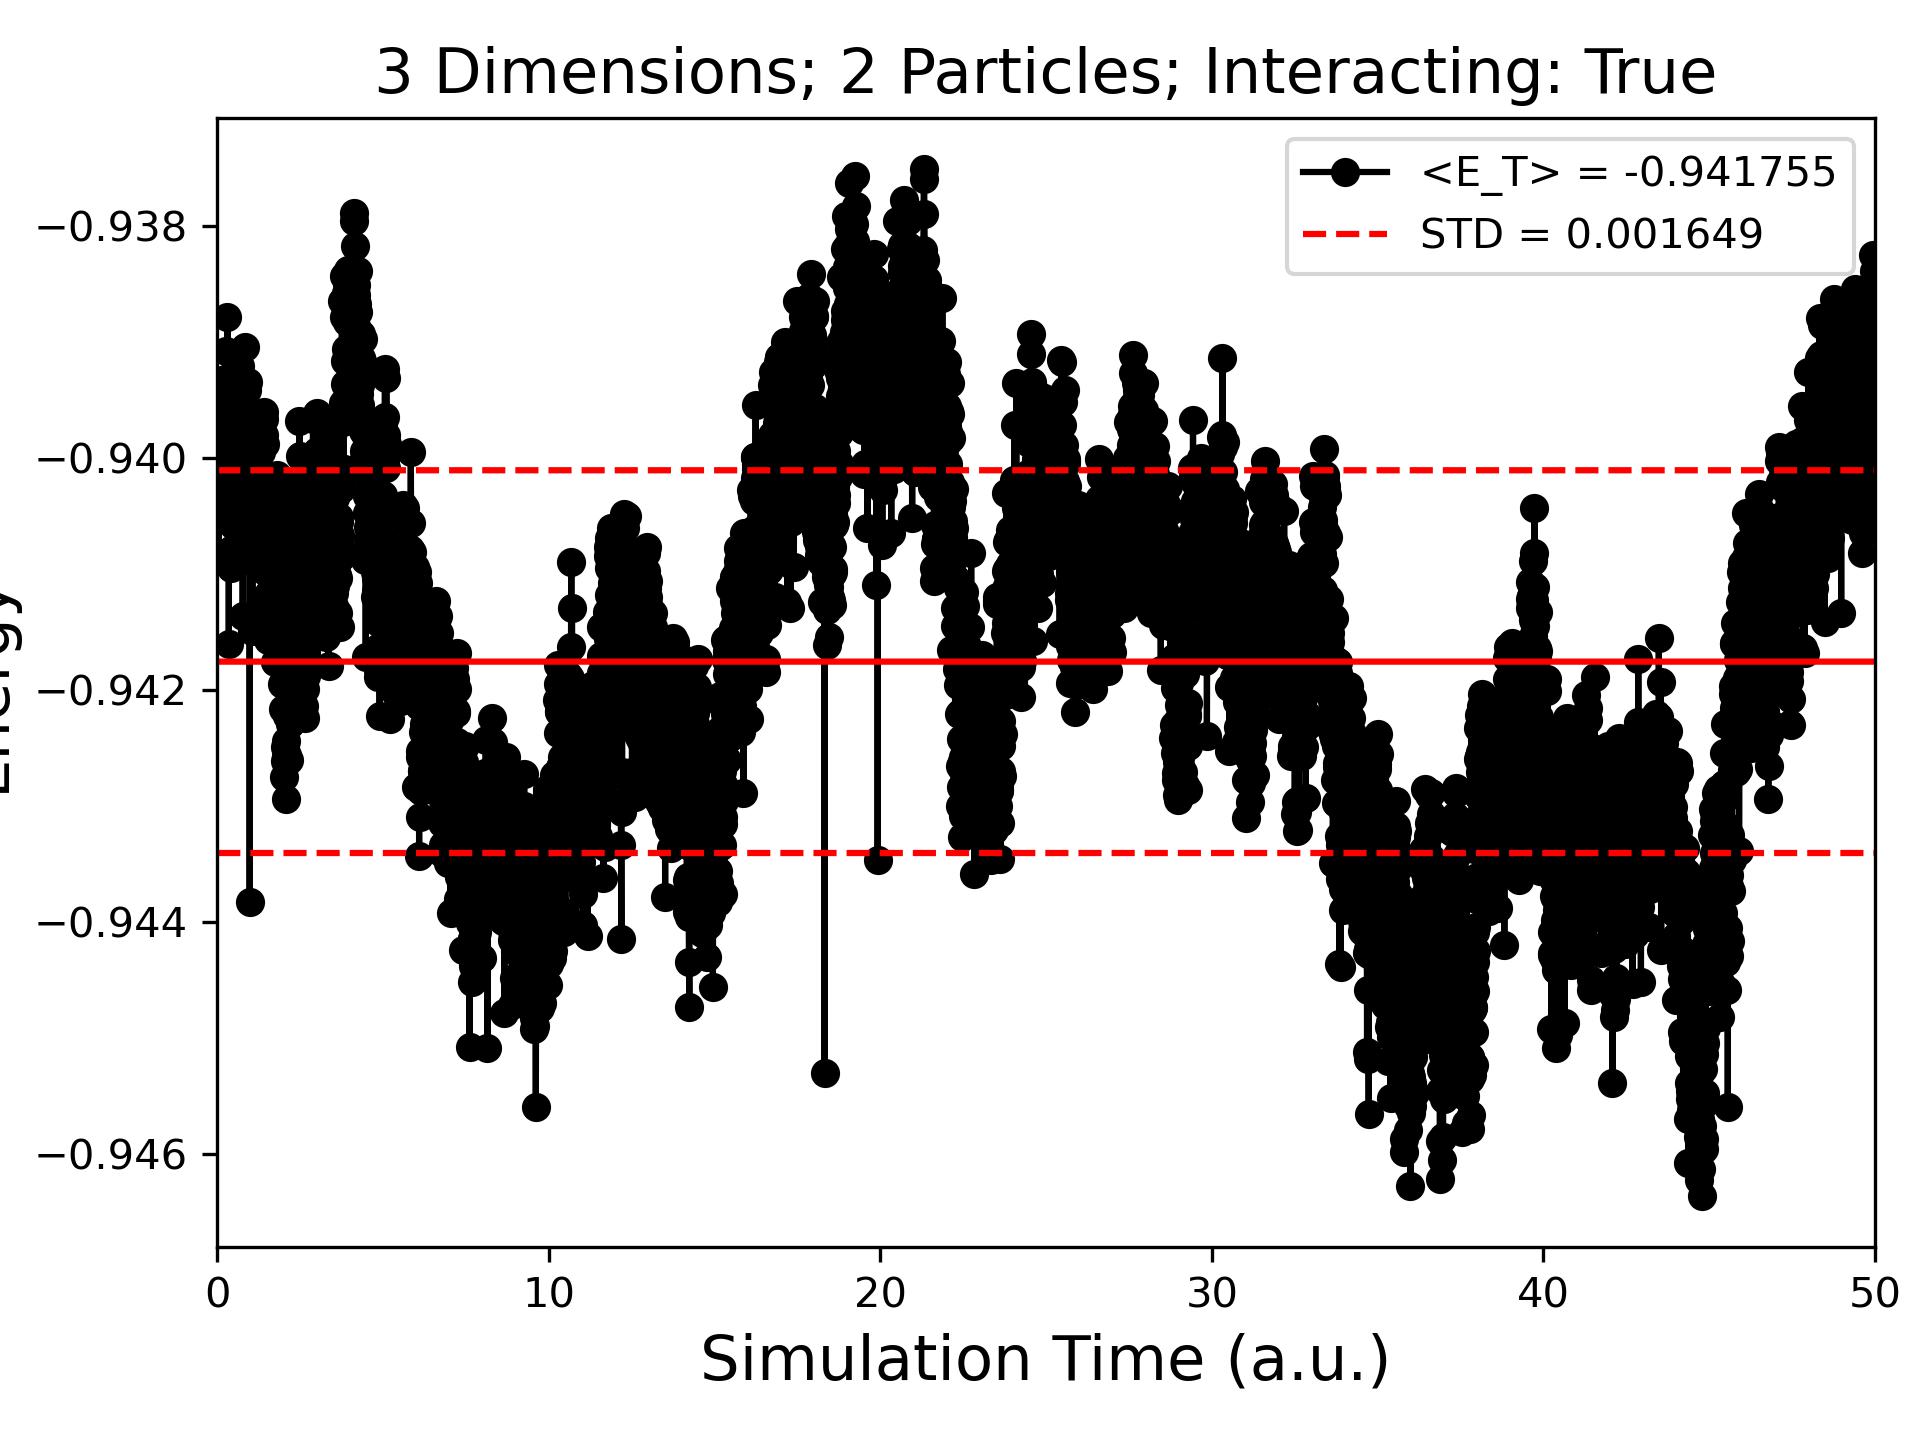 3 Dimensions; 2 Particles; Interacting: True
<E_T> = -0.941755
STD = 0.001649
−0.938
−0.940
−0.942
−0.944
−0.946
Energy
0 10 20 30 40 50
Simulation Time (a.u.)